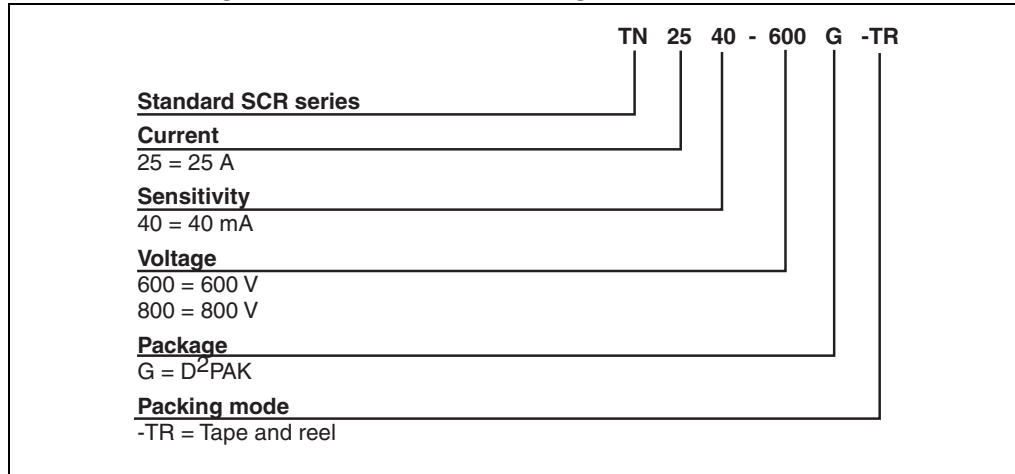 TN 25 40 - 600 G -TR
Standard SCR series
Current
25 = 25 A
Sensitivity
40 = 40 mA
Voltage
600 = 600 V
800 = 800 V
Package
G = D²PAK
Packing mode
-TR = Tape and reel